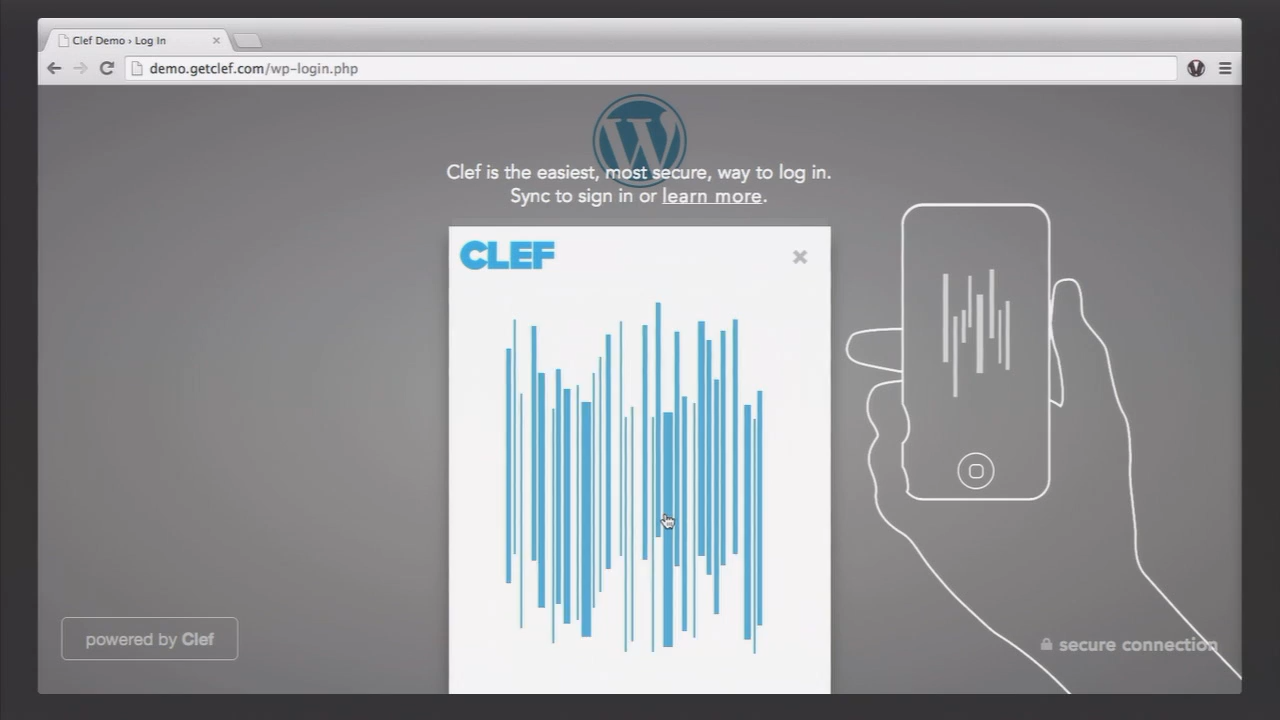 Clef Demo › Log In
demo.getclef.com/wp-login.php
W
Clef is the easiest, most secure, way to log in.
Sync to sign in or learn more.
CLEF
powered by Clef
secure connection